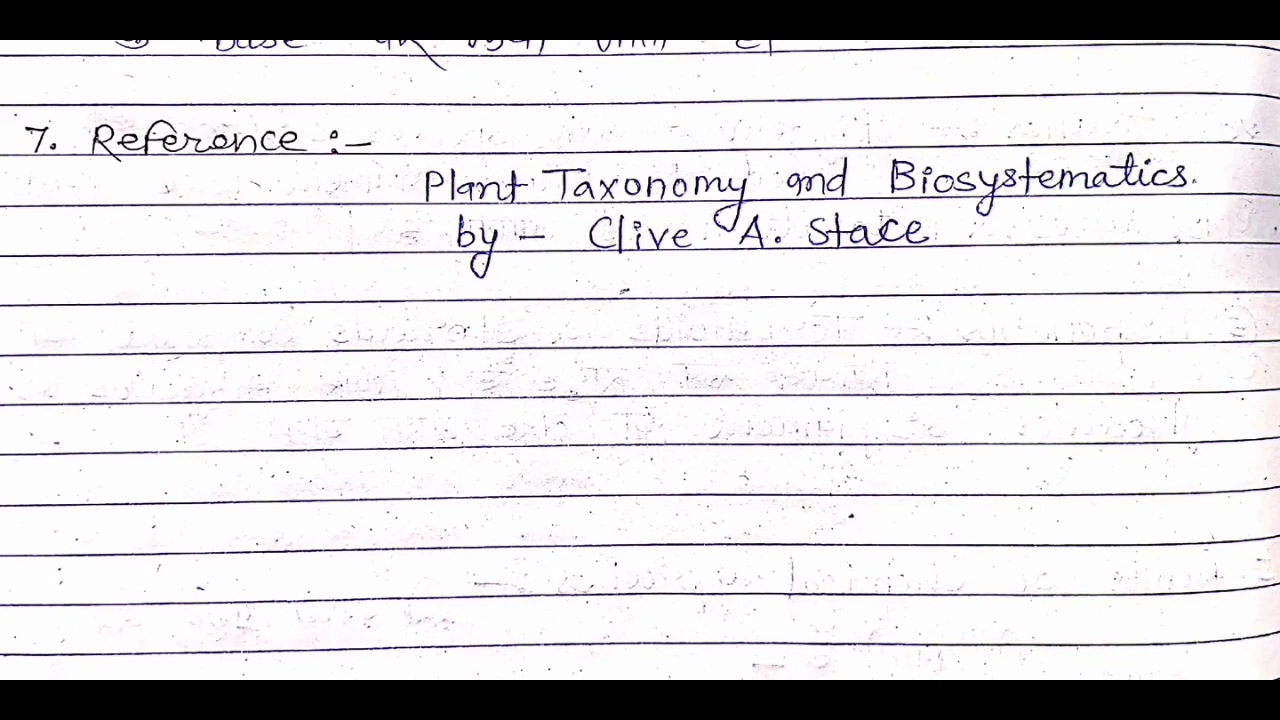 7. Reference :-
Plant Taxonomy and Biosystematics.
by - Clive A. Stace